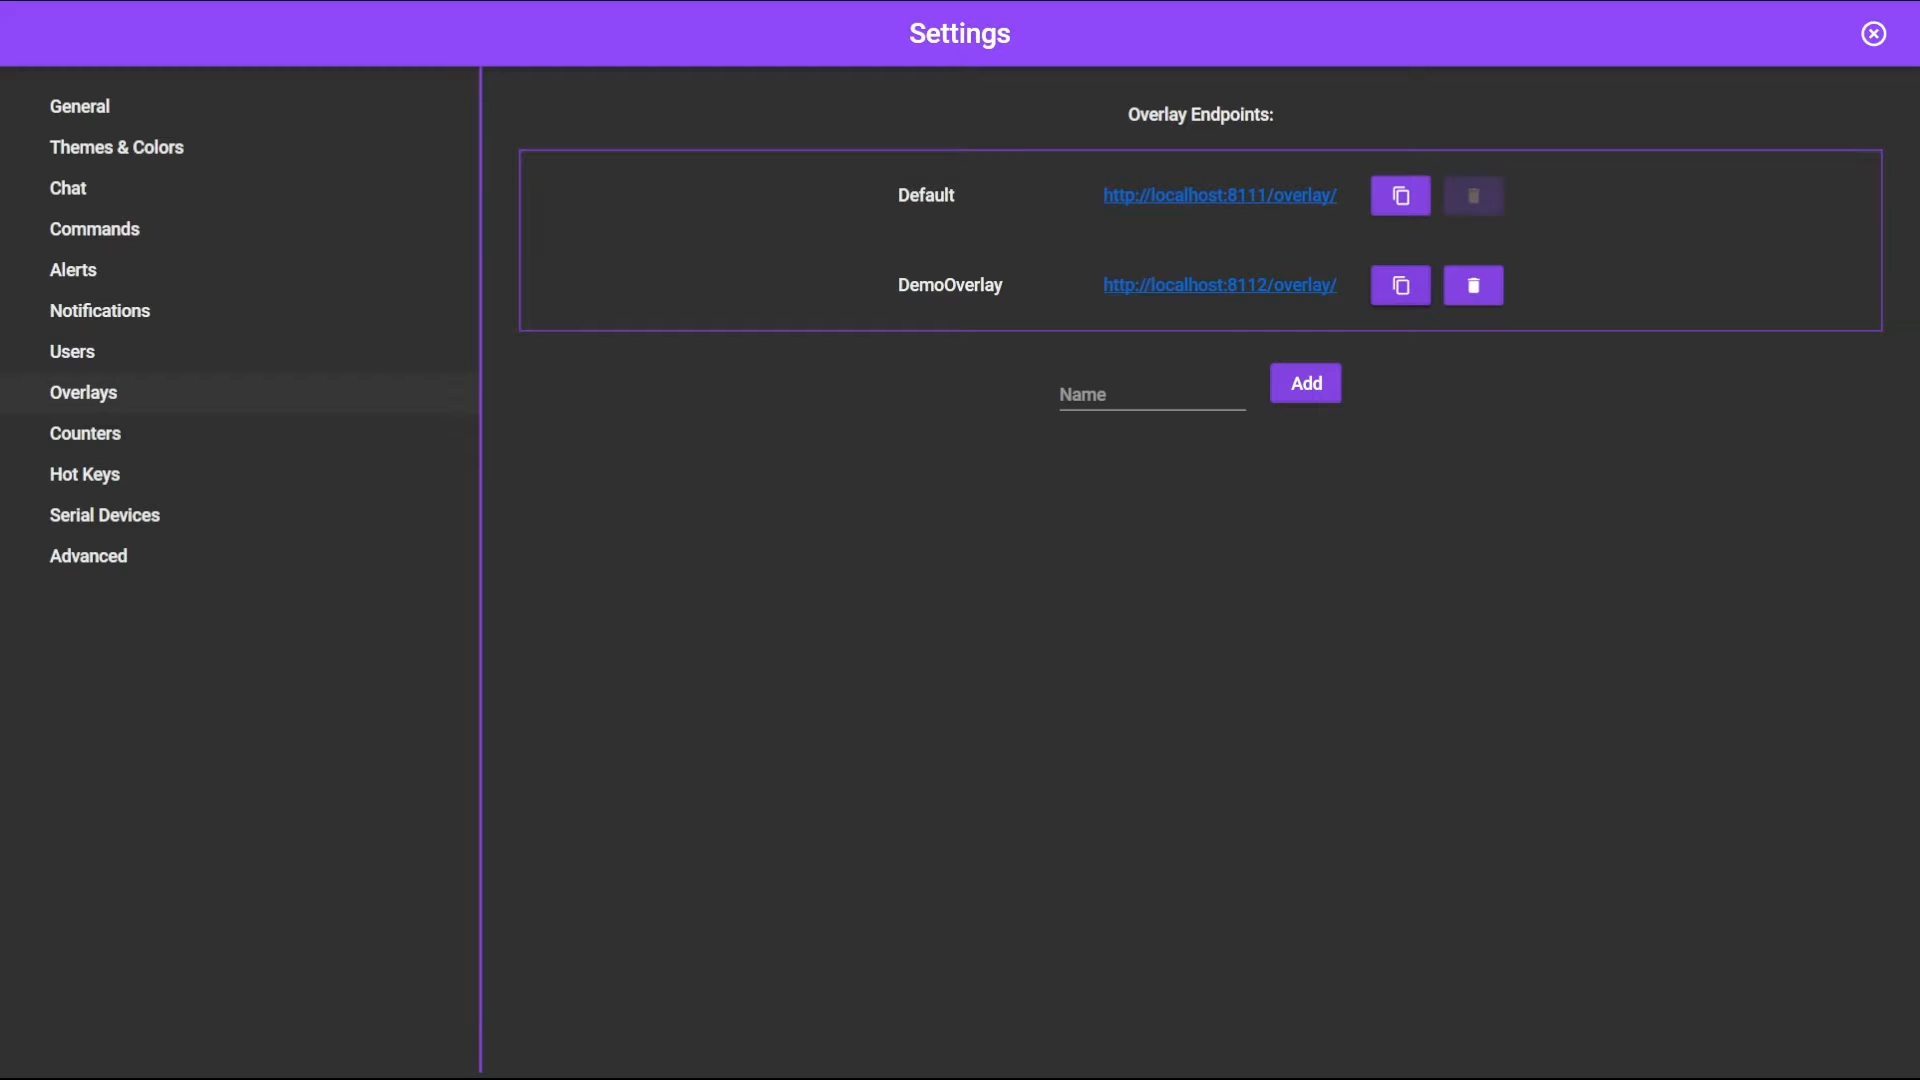 Settings
General
Themes & Colors
Chat
Commands
Alerts
Notifications
Users
Overlays
Counters
Hot Keys
Serial Devices
Advanced
Overlay Endpoints:
Default http://localhost:8111/overlay/
DemoOverlay http://localhost:8112/overlay/
Name Add